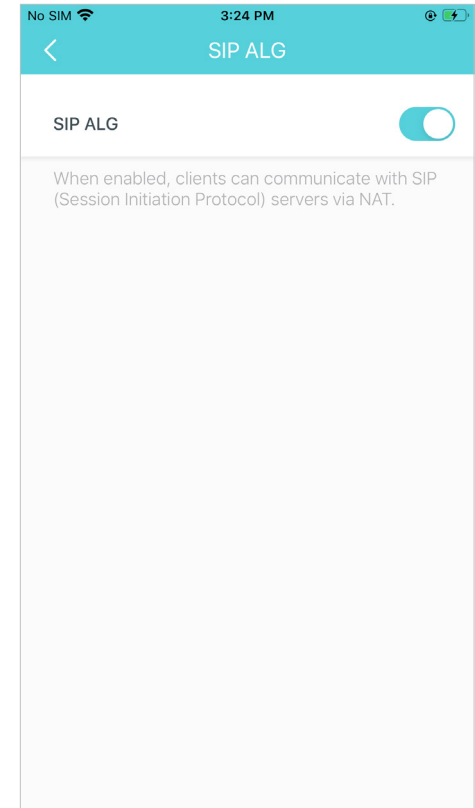 No SIM 3:24 PM
SIP ALG
SIP ALG
When enabled, clients can communicate with SIP
(Session Initiation Protocol) servers via NAT.